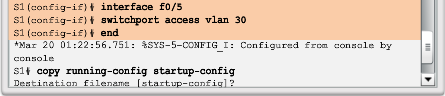 S1(config-if)# interface f0/5
S1(config-if)# switchport access vlan 30
S1(config-if)# end
*Mar 20 01:22:56.751: %SYS-5-CONFIG_I: Configured from console by
console
S1# copy running-config startup-config
Destination filename [startup-config]?